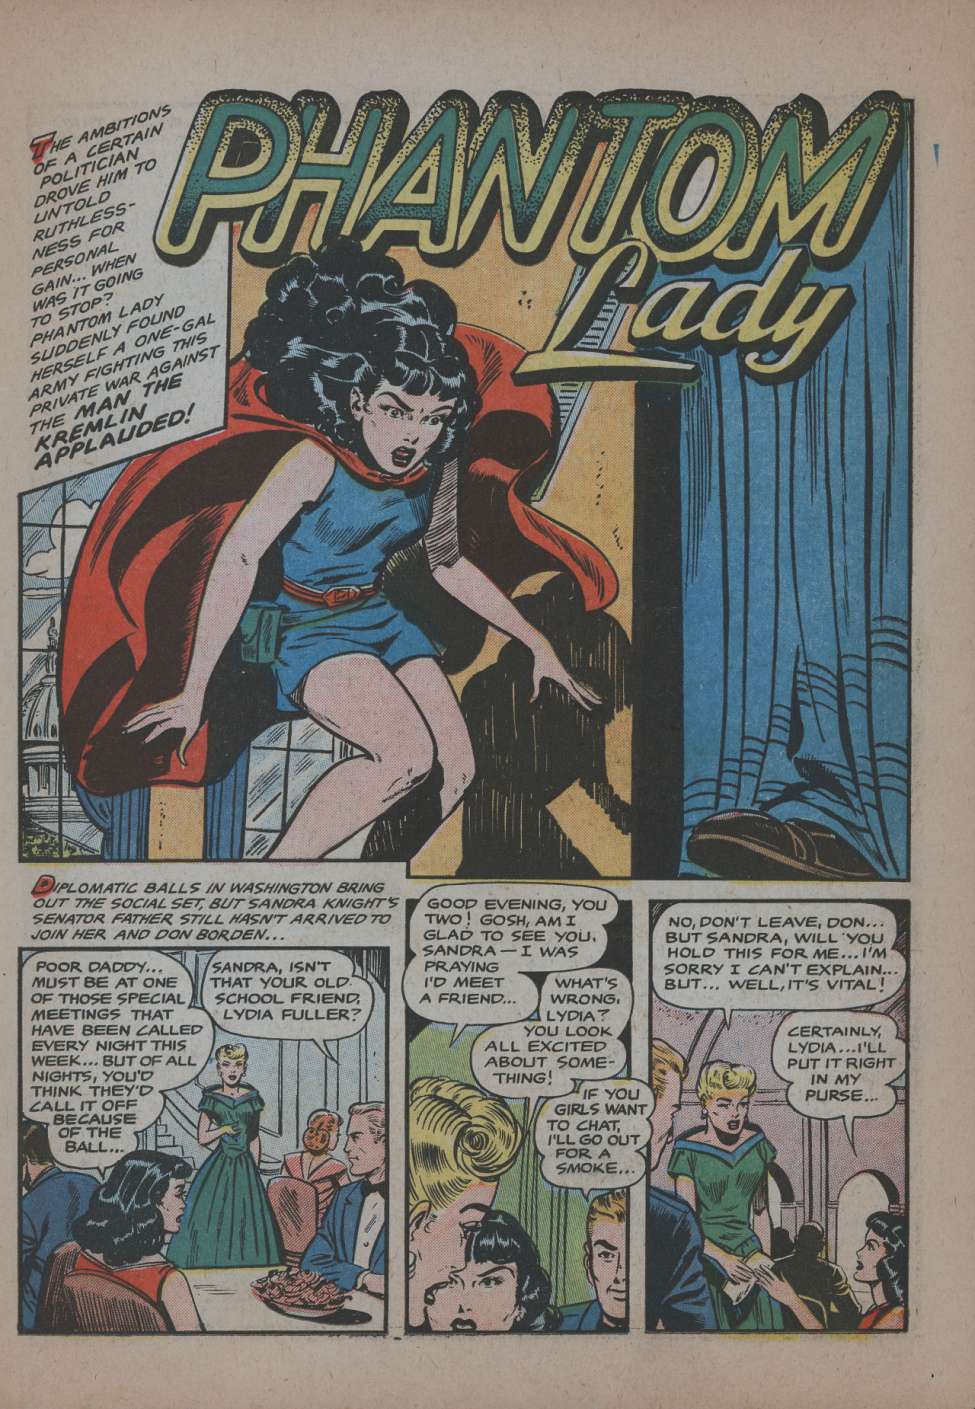 PHANTOM
Lady
THE AMBITIONS
OF A CERTAIN
POLITICIAN
DROVE HIM TO
UNTOLD
RUTHLESS-
NESS FOR
PERSONAL
GAIN... WHEN
WAS IT GOING
TO STOP?
PHANTOM LADY
SUDDENLY FOUND
HERSELF A ONE-GAL
ARMY FIGHTING THIS
PRIVATE WAR AGAINST
THE MAN THE
KREMLIN
APPLAUDED!
DIPLOMATIC BALLS IN WASHINGTON BRING
OUT THE SOCIAL SET, BUT SANDRA KNIGHT'S
SENATOR FATHER STILL HASN'T ARRIVED TO
JOIN HER AND DON BORDEN...
POOR DADDY...
MUST BE AT ONE
OF THOSE SPECIAL
MEETINGS THAT
HAVE BEEN CALLED
EVERY NIGHT THIS
WEEK... BUT OF ALL
NIGHTS, YOU'D
THINK THEY'D
CALL IT OFF
BECAUSE
OF THE
BALL...
SANDRA, ISN'T
THAT YOUR OLD
SCHOOL FRIEND,
LYDIA FULLER?
GOOD EVENING, YOU
TWO! GOSH, AM I
GLAD TO SEE YOU,
SANDRA — I WAS
PRAYING
I'D MEET
A FRIEND...
WHAT'S
WRONG,
LYDIA?
YOU LOOK
ALL EXCITED
ABOUT SOME-
THING!
IF YOU
GIRLS WANT
TO CHAT,
I'LL GO OUT
FOR A
SMOKE...
NO, DON'T LEAVE, DON...
BUT SANDRA, WILL YOU
HOLD THIS FOR ME... I'M
SORRY I CAN'T EXPLAIN...
BUT... WELL, IT'S VITAL!
CERTAINLY,
LYDIA... I'LL
PUT IT RIGHT
IN MY
PURSE...